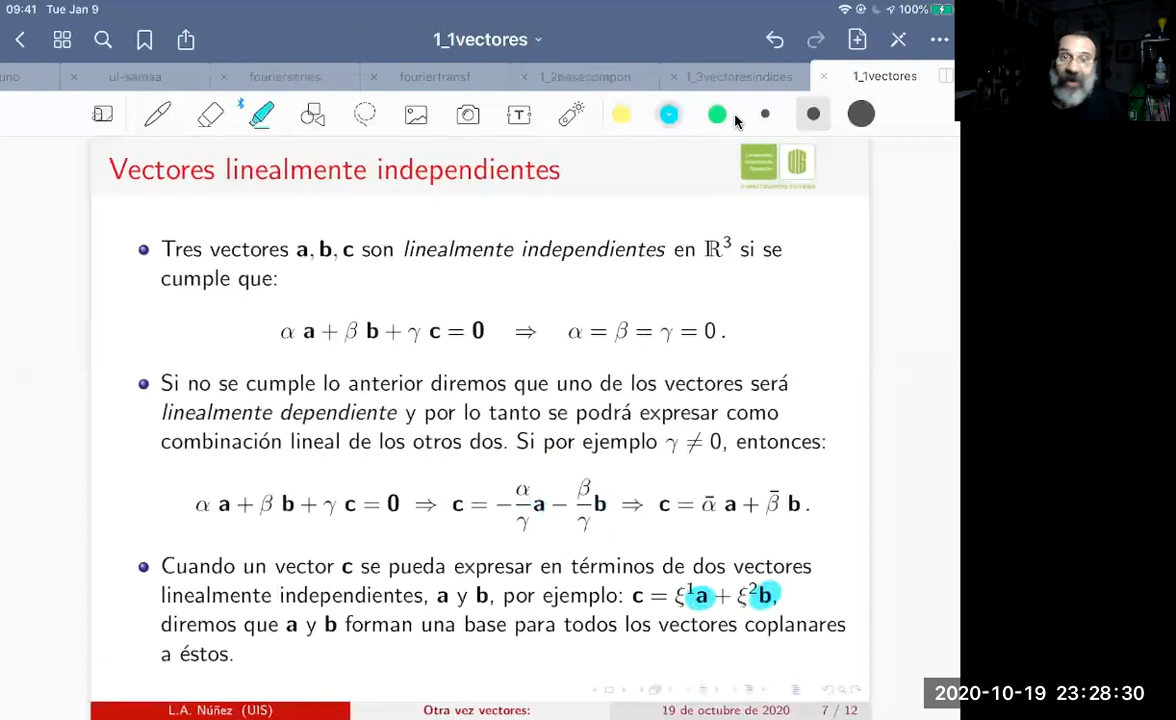 09:41 Tue Jan 9
100%
1_1vectores
uno
ul-samsa
fourierseries
fouriertransf
1_2basecompon
1_3vectoresindices
1_1vectores
Vectores linealmente independientes
Tres vectores a, b, c son linealmente independientes en ℝ³ si se
cumple que:
α a + β b + γ c = 0 ⇒ α = β = γ = 0 .
Si no se cumple lo anterior diremos que uno de los vectores será
linealmente dependiente y por lo tanto se podrá expresar como
combinación lineal de los otros dos. Si por ejemplo γ ≠ 0, entonces:
α a + β b + γ c = 0 ⇒ c = −α/γ a − β/γ b ⇒ c = ᾱ a + β̄ b .
Cuando un vector c se pueda expresar en términos de dos vectores
linealmente independientes, a y b, por ejemplo: c = ξ¹a + ξ²b,
diremos que a y b forman una base para todos los vectores coplanares
a éstos.
L.A. Núñez (UIS)
Otra vez vectores:
19 de octubre de 2020
7 / 12
2020-10-19 23:28:30